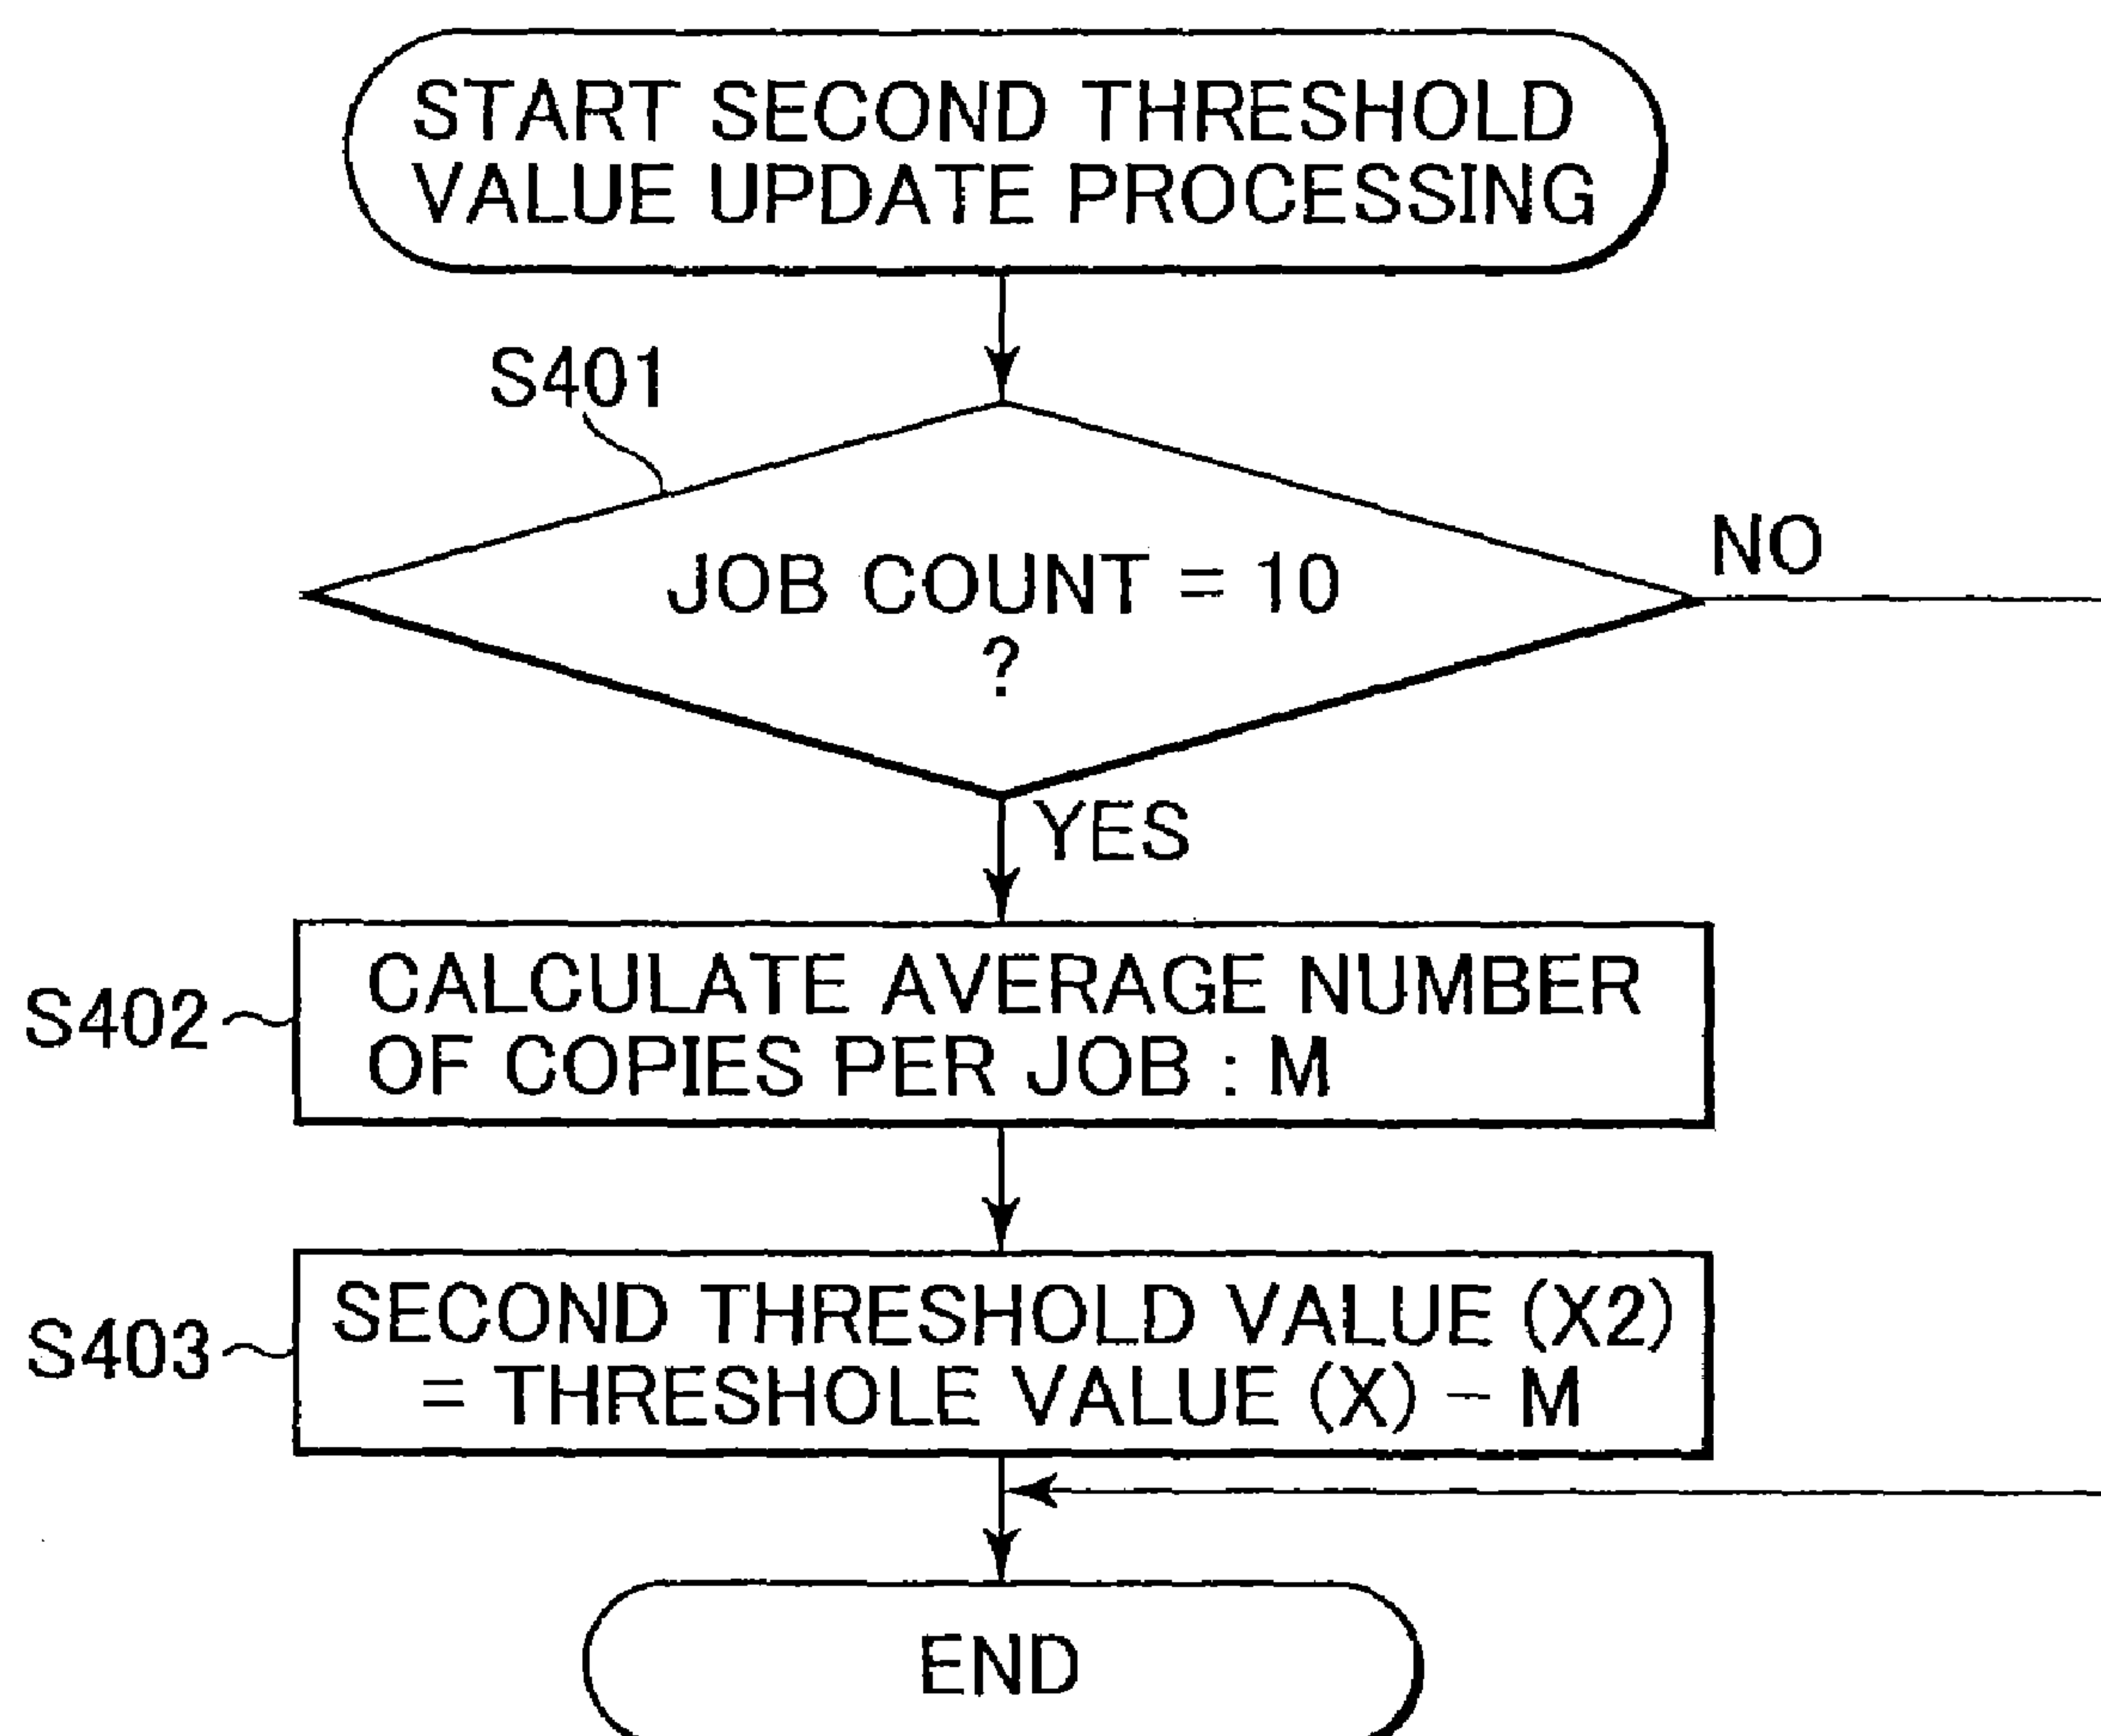 START SECOND THRESHOLD
VALUE UPDATE PROCESSING
S401
JOB COUNT = 10
?
NO
YES
S402
CALCULATE AVERAGE NUMBER
OF COPIES PER JOB : M
S403
SECOND THRESHOLD VALUE (X2)
= THRESHOLE VALUE (X) - M
END